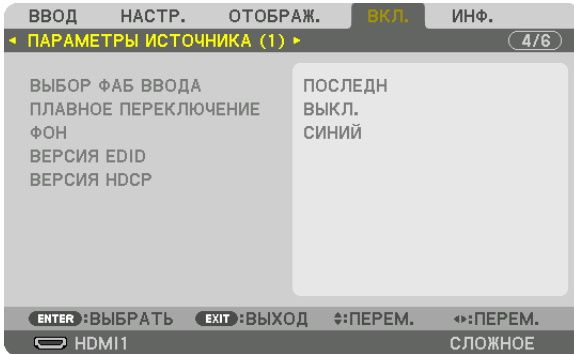 ВВОД НАСТР. ОТОБРАЖ. ВКЛ. ИНФ.
◂ ПАРАМЕТРЫ ИСТОЧНИКА (1) ▸ 4/6
ВЫБОР ФАБ ВВОДА ПОСЛЕДН
ПЛАВНОЕ ПЕРЕКЛЮЧЕНИЕ ВЫКЛ.
ФОН СИНИЙ
ВЕРСИЯ EDID
ВЕРСИЯ HDCP
ENTER :ВЫБРАТЬ EXIT :ВЫХОД ♦:ПЕРЕМ. ◂▸:ПЕРЕМ.
HDMI1 СЛОЖНОЕ